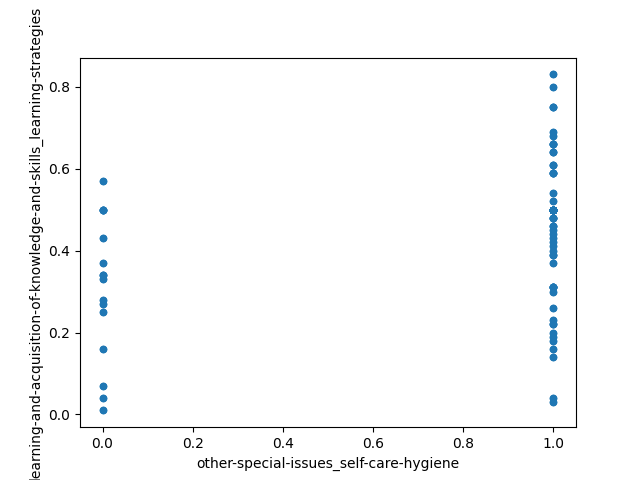 learning-and-acquisition-of-knowledge-and-skills_learning-strategies
0.8
0.6
0.4
0.2
0.0
0.0 0.2 0.4 0.6 0.8 1.0
other-special-issues_self-care-hygiene